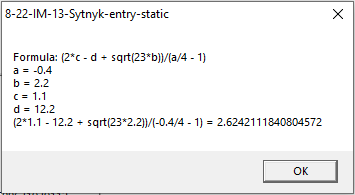 8-22-IM-13-Sytnyk-entry-static
Formula: (2*c - d + sqrt(23*b))/(a/4 - 1)
a = -0.4
b = 2.2
c = 1.1
d = 12.2
(2*1.1 - 12.2 + sqrt(23*2.2))/(-0.4/4 - 1) = 2.6242111840804572
OK